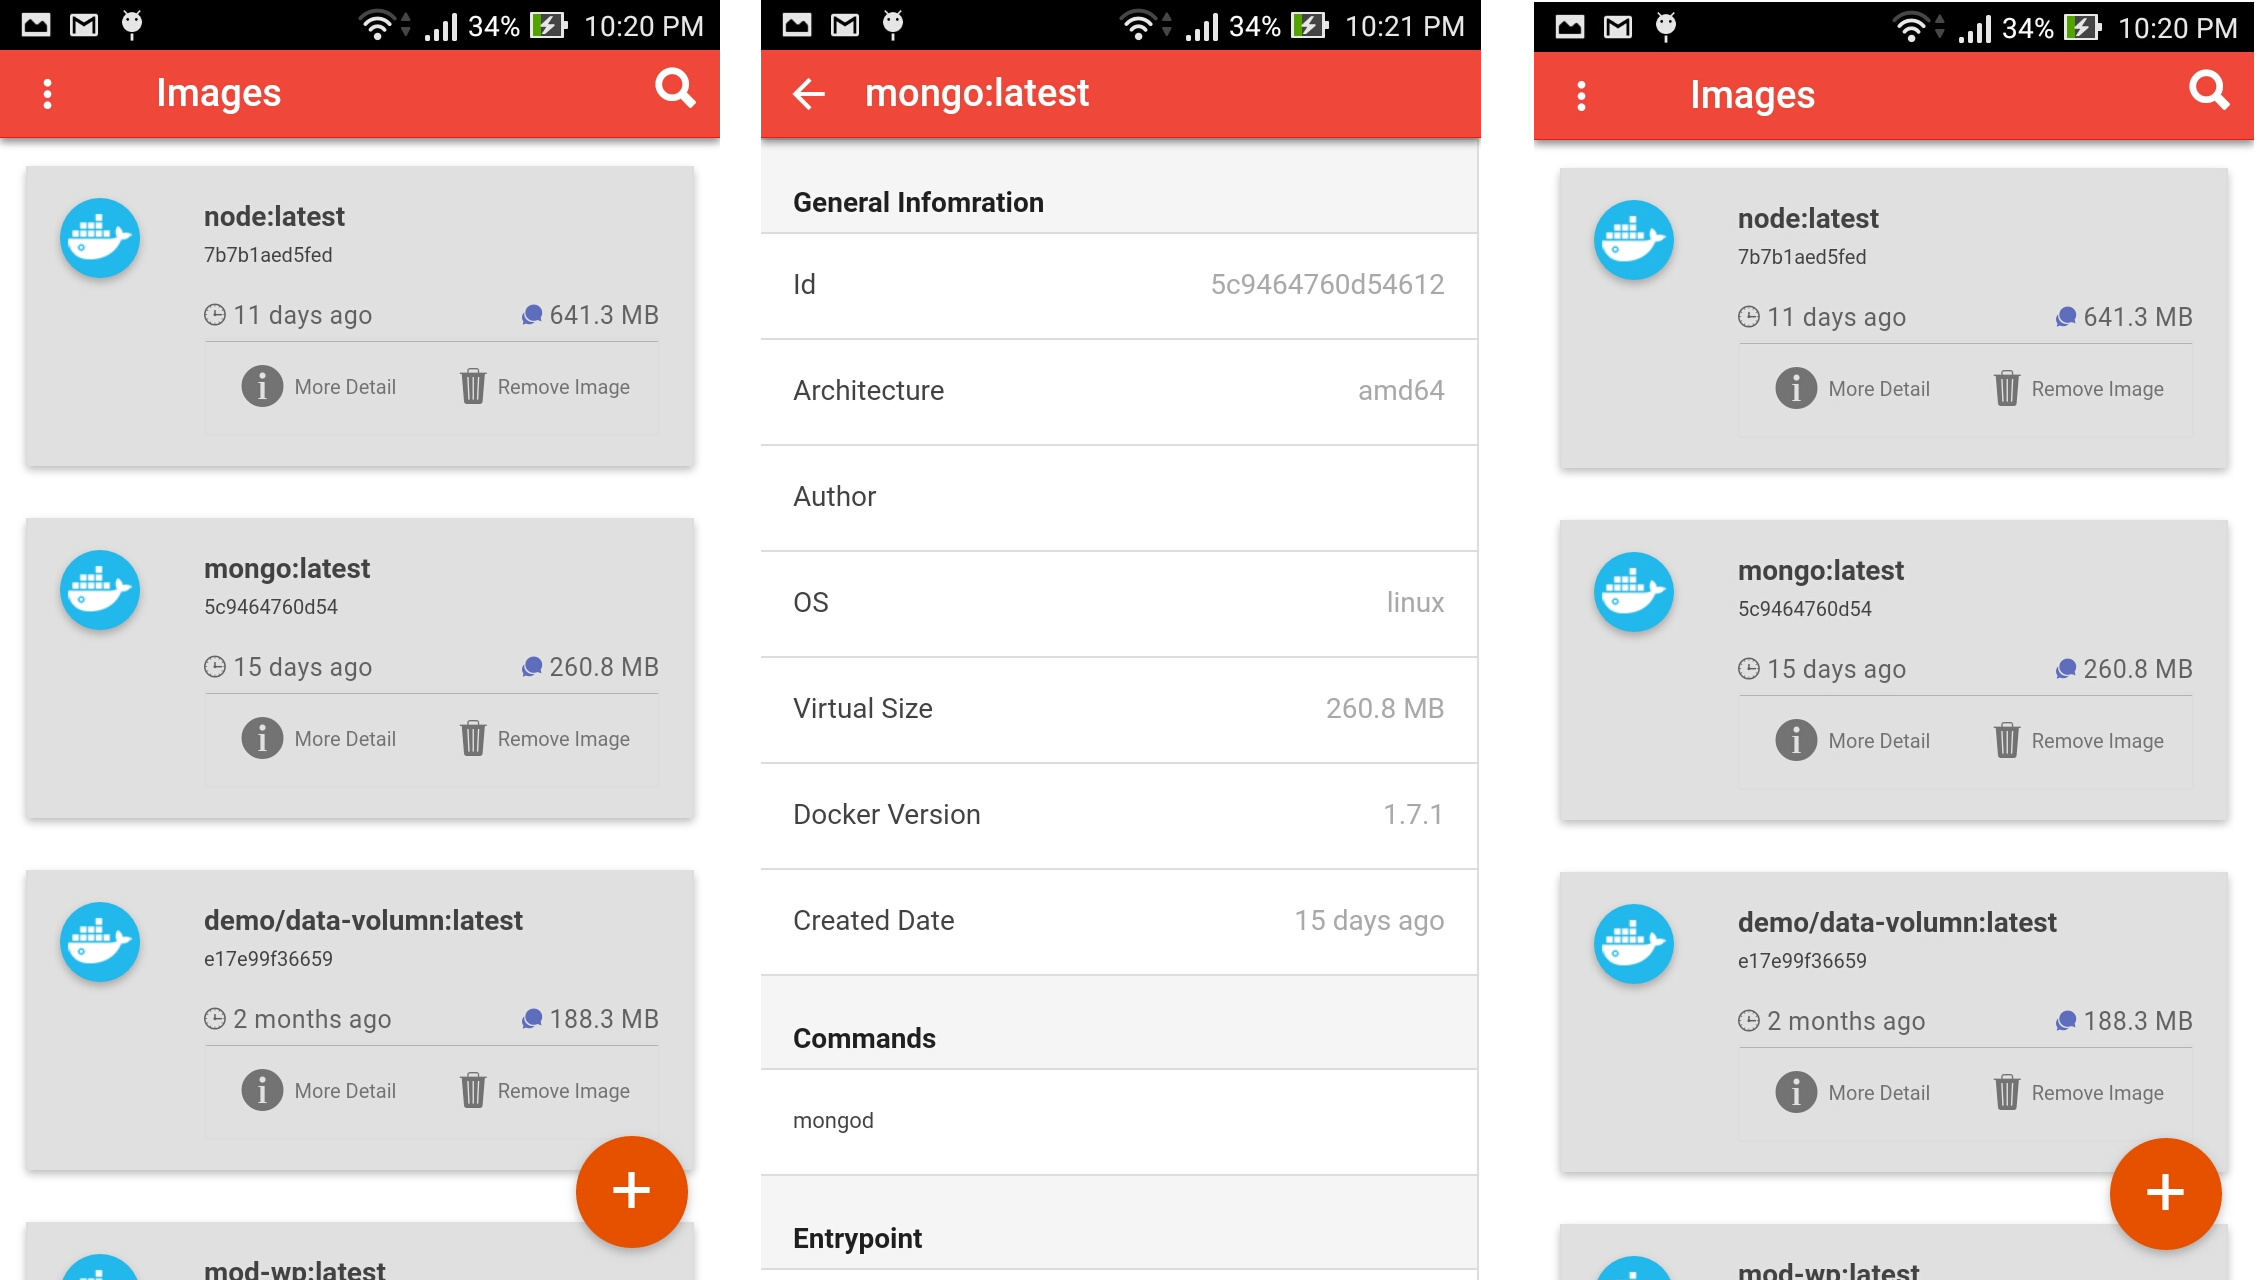 34% 10:20 PM
Images
node:latest
7b7b1aed5fed
11 days ago 641.3 MB
More Detail Remove Image
mongo:latest
5c9464760d54
15 days ago 260.8 MB
More Detail Remove Image
demo/data-volumn:latest
e17e99f36659
2 months ago 188.3 MB
More Detail Remove Image
mod-wp:latest
34% 10:21 PM
mongo:latest
General Infomration
Id 5c9464760d54612
Architecture amd64
Author
OS linux
Virtual Size 260.8 MB
Docker Version 1.7.1
Created Date 15 days ago
Commands
mongod
Entrypoint
34% 10:20 PM
Images
node:latest
7b7b1aed5fed
11 days ago 641.3 MB
More Detail Remove Image
mongo:latest
5c9464760d54
15 days ago 260.8 MB
More Detail Remove Image
demo/data-volumn:latest
e17e99f36659
2 months ago 188.3 MB
More Detail Remove Image
mod-wp:latest